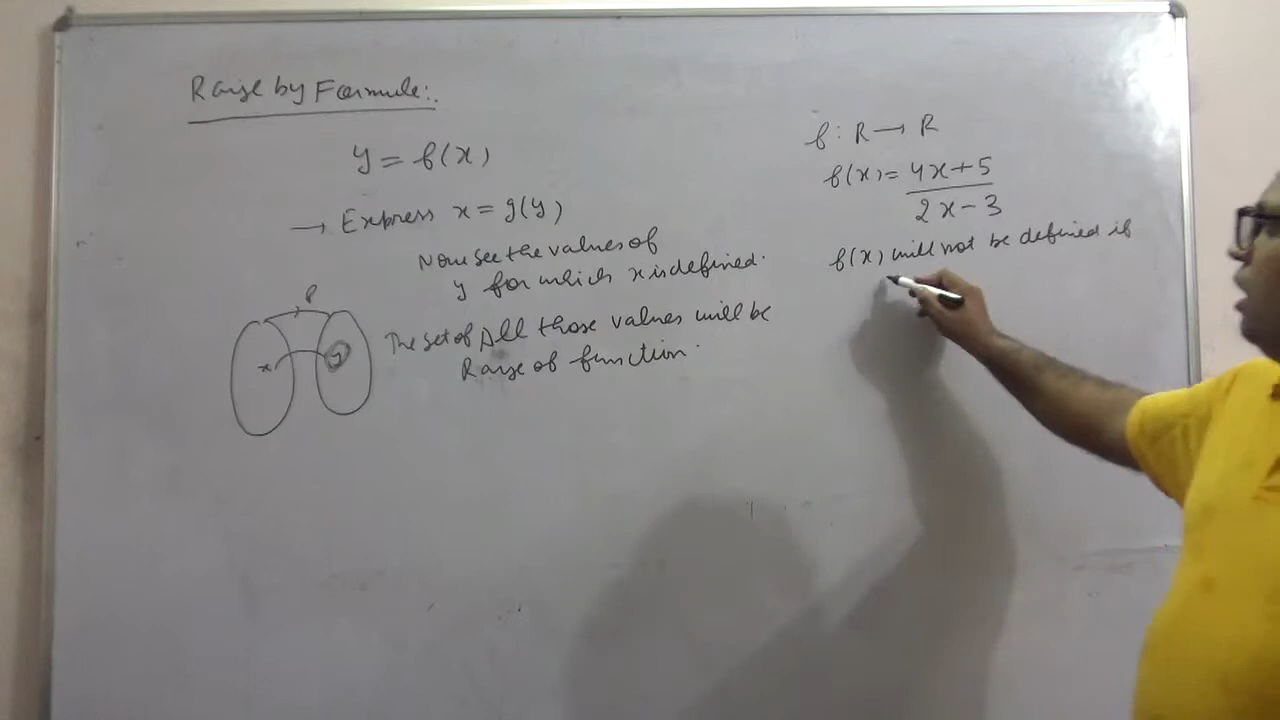 Range by Formule:.
y = f(x)
→ Express x = g(y)
Now see the values of
y for which x is defined.
The set of All those values will be
Range of function.
f
x y
f : R → R
f(x) = 4x+5
2x-3
f(x) will not be defined if